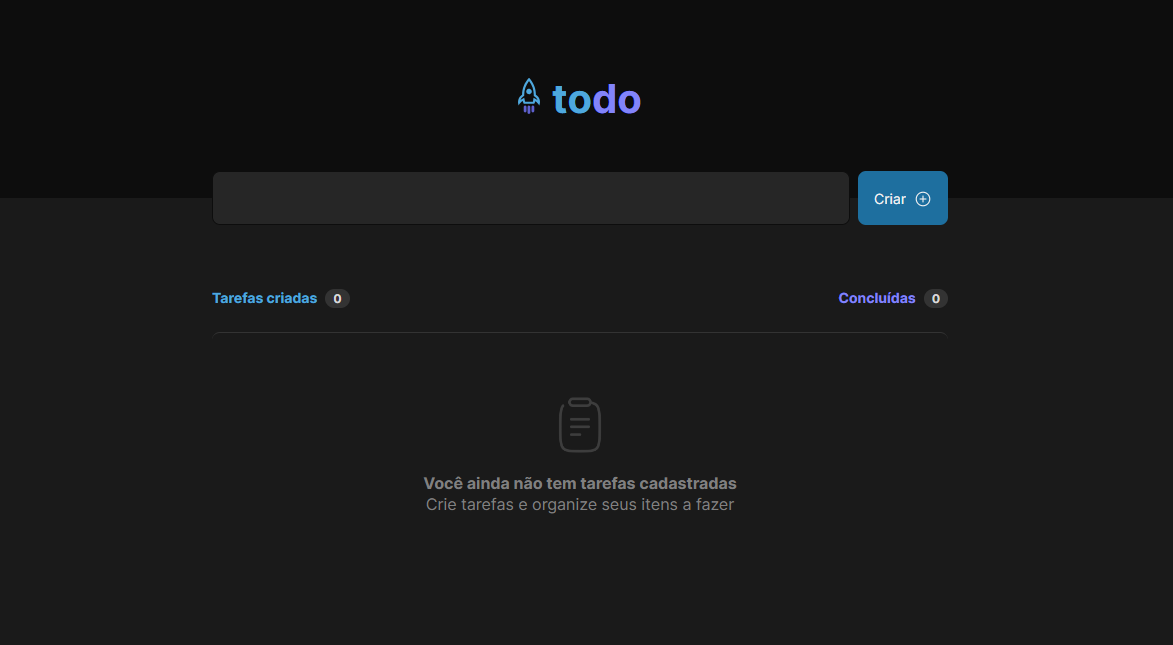 todo
Criar
Tarefas criadas 0
Concluídas 0
Você ainda não tem tarefas cadastradas
Crie tarefas e organize seus itens a fazer